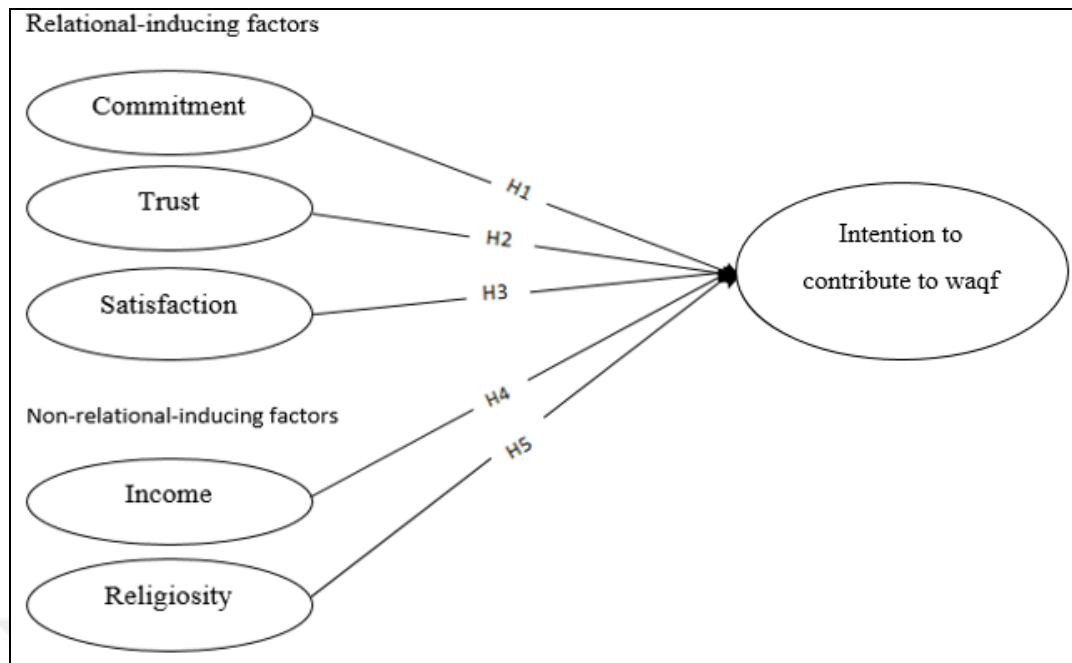 Relational-inducing factors
Commitment
H1
Trust
H2
Satisfaction
H3
Intention to
contribute to waqf
Non-relational-inducing factors
H4
Income
H5
Religiosity